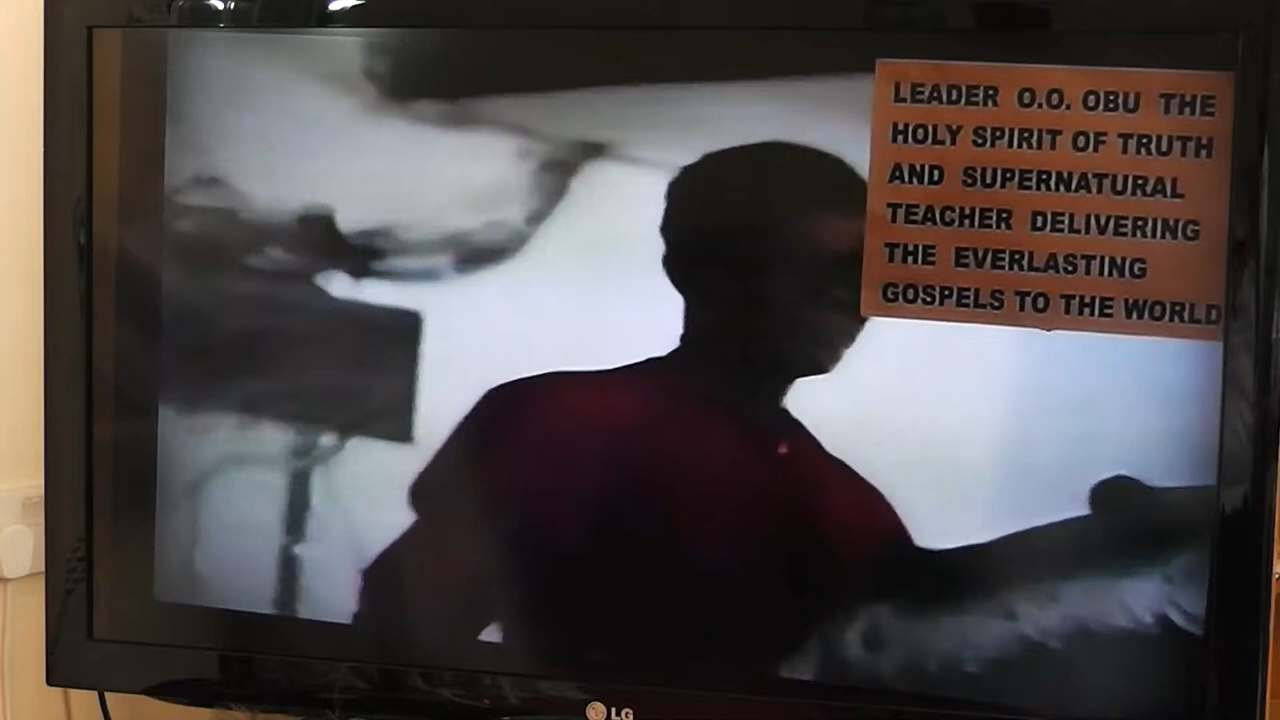 LEADER O.O. OBU THE
HOLY SPIRIT OF TRUTH
AND SUPERNATURAL
TEACHER DELIVERING
THE EVERLASTING
GOSPELS TO THE WORLD
LG